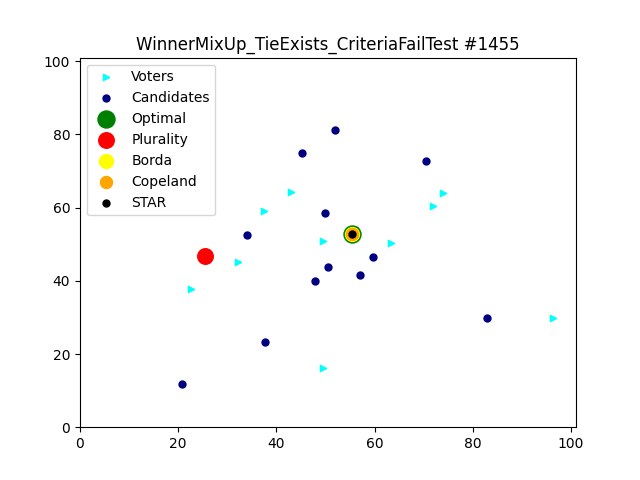 WinnerMixUp_TieExists_CriteriaFailTest #1455
100
80
60
40
20
0
Voters
Candidates
Optimal
Plurality
Borda
Copeland
STAR
0 20 40 60 80 100